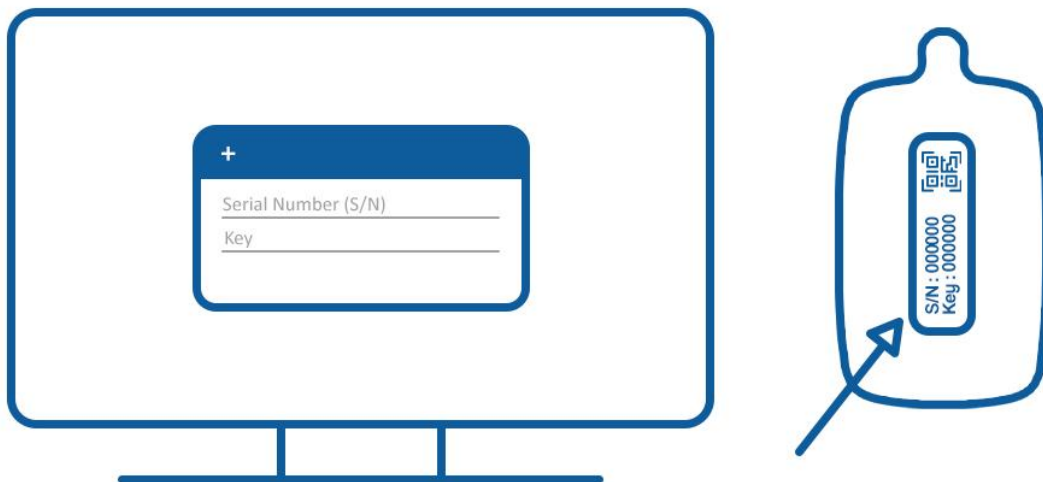 +
Serial Number (S/N)
Key
S/N : 000000
Key : 000000